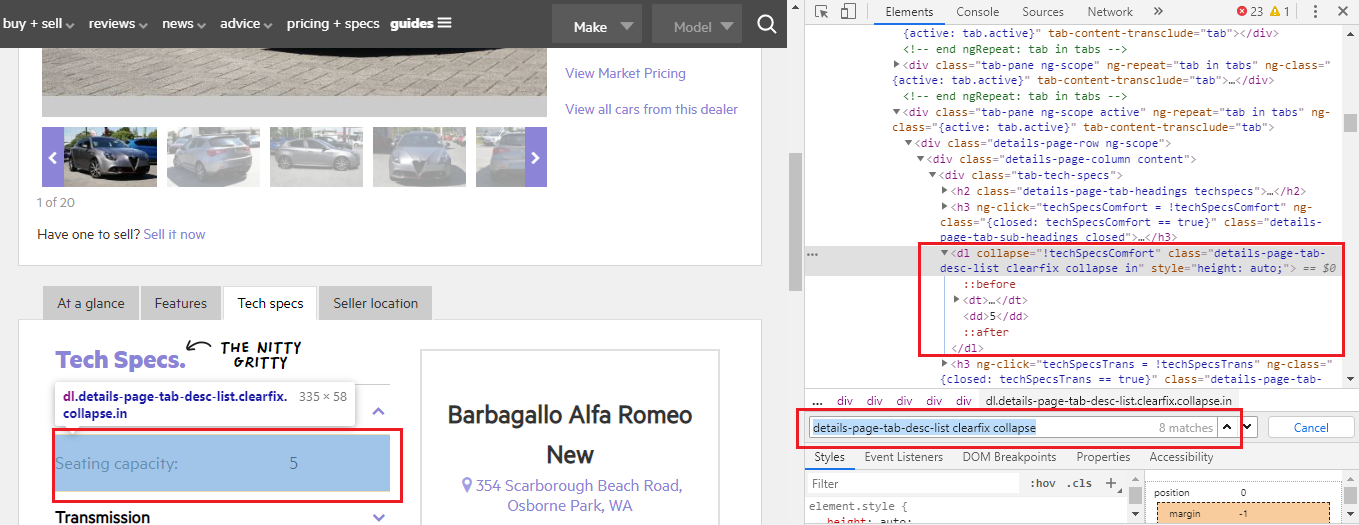 buy + sell reviews news advice pricing + specs guides Make Model
View Market Pricing
View all cars from this dealer
1 of 20
Have one to sell? Sell it now
At a glance Features Tech specs Seller location
Tech Specs. THE NITTY
GRITTY
dl.details-page-tab-desc-list.clearfix. 335 × 58
collapse.in
Seating capacity: 5
Transmission
Barbagallo Alfa Romeo
New
354 Scarborough Beach Road,
Osborne Park, WA
Elements Console Sources Network » 23 1
{active: tab.active}" tab-content-transclude="tab"></div>
<!-- end ngRepeat: tab in tabs -->
<div class="tab-pane ng-scope" ng-repeat="tab in tabs" ng-class="
{active: tab.active}" tab-content-transclude="tab">…</div>
<!-- end ngRepeat: tab in tabs -->
<div class="tab-pane ng-scope active" ng-repeat="tab in tabs" ng-
class="{active: tab.active}" tab-content-transclude="tab">
<div class="details-page-row ng-scope">
<div class="details-page-column content">
<div class="tab-tech-specs">
<h2 class="details-page-tab-headings techspecs">…</h2>
<h3 ng-click="techSpecsComfort = !techSpecsComfort" ng-
class="{closed: techSpecsComfort == true}" class="details-
page-tab-sub-headings closed">…</h3>
... <dl collapse="!techSpecsComfort" class="details-page-tab-
desc-list clearfix collapse in" style="height: auto;"> == $0
::before
<dt>…</dt>
<dd>5</dd>
::after
</dl>
<h3 ng-click="techSpecsTrans = !techSpecsTrans" ng-class="
{closed: techSpecsTrans == true}" class="details-page-tab-
... div div div div div dl.details-page-tab-desc-list.clearfix.collapse.in
details-page-tab-desc-list clearfix collapse 8 matches Cancel
Styles Event Listeners DOM Breakpoints Properties Accessibility
Filter :hov .cls +
element.style {
height: auto;
position 0
margin -1